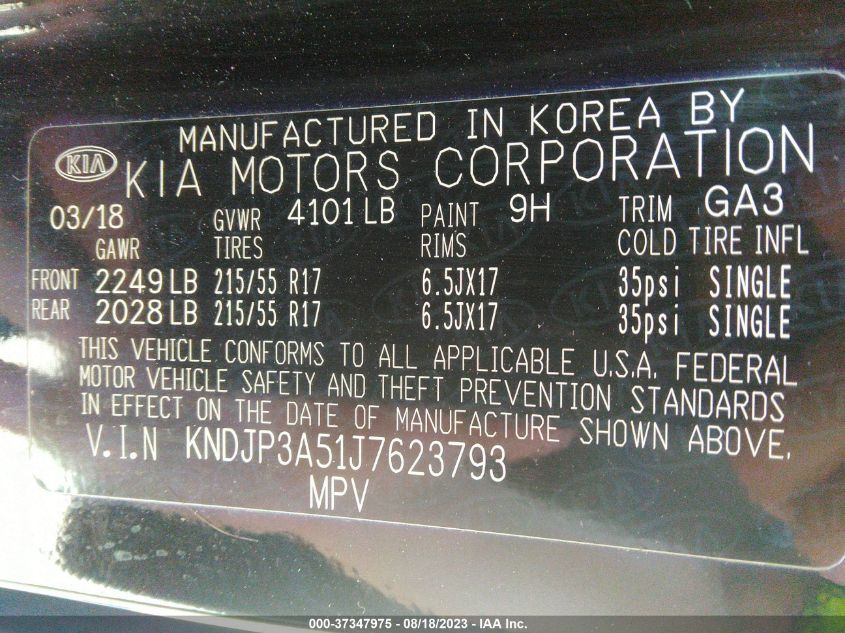 MANUFACTURED IN KOREA BY
KIA KIA MOTORS CORPORATION
03/18 GVWR 4101 LB PAINT 9H TRIM GA3
GAWR TIRES RIMS COLD TIRE INFL
FRONT 2249 LB 215/55 R17 6.5JX17 35psi SINGLE
REAR 2028 LB 215/55 R17 6.5JX17 35psi SINGLE
THIS VEHICLE CONFORMS TO ALL APPLICABLE U.S.A. FEDERAL
MOTOR VEHICLE SAFETY AND THEFT PREVENTION STANDARDS
IN EFFECT ON THE DATE OF MANUFACTURE SHOWN ABOVE.
V.I.N KNDJP3A51J7623793
MPV
000-37347975 / 08/18/2023 - IAA Inc.